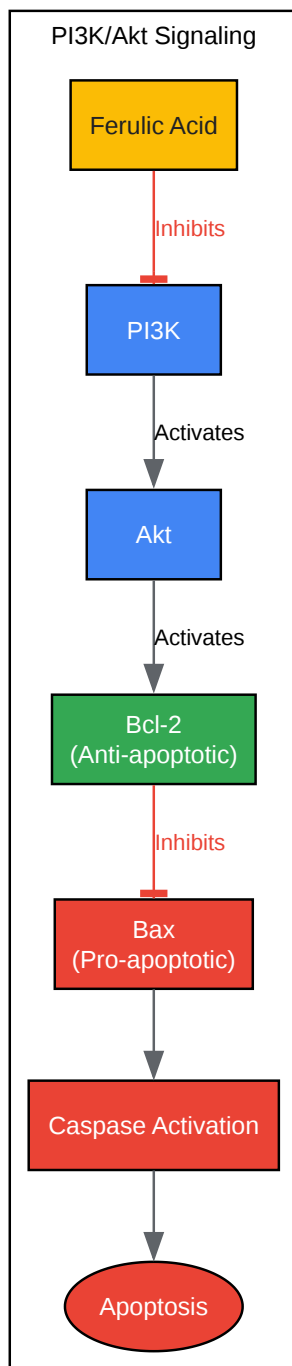 PI3K/Akt Signaling
Ferulic Acid
Inhibits
PI3K
Activates
Akt
Activates
Bcl-2
(Anti-apoptotic)
Inhibits
Bax
(Pro-apoptotic)
Caspase Activation
Apoptosis